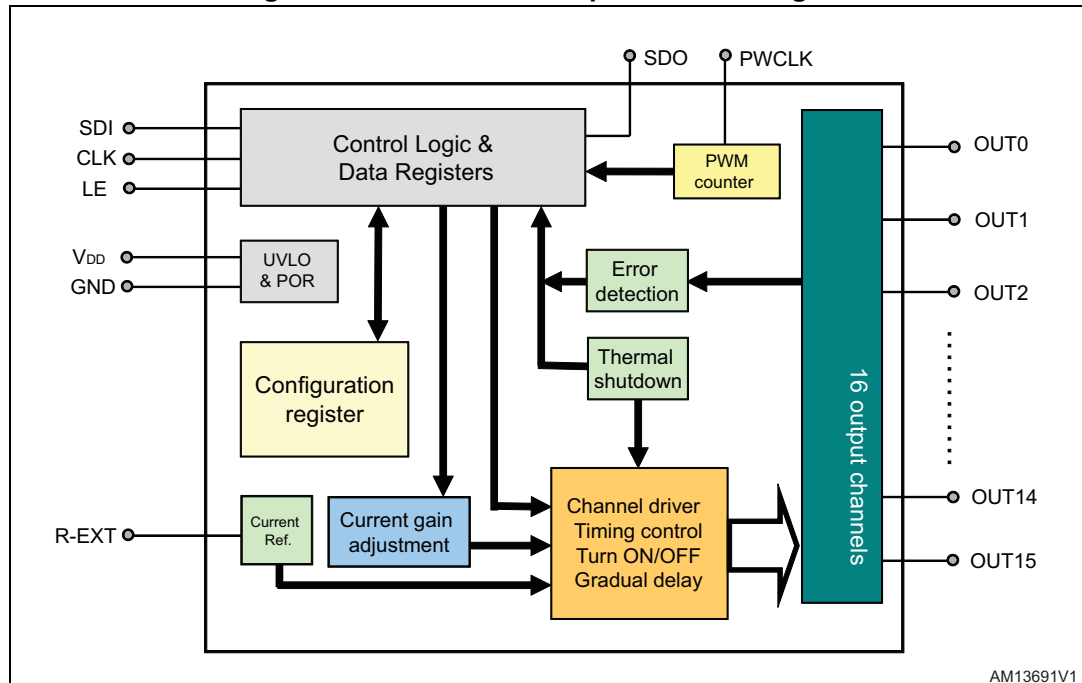 SDO
PWCLK
SDI
CLK
LE
Control Logic &
Data Registers
PWM
counter
OUT0
OUT1
OUT2
VDD
GND
UVLO
& POR
Error
detection
Thermal
shutdown
Configuration
register
16 output channels
R-EXT
Current
Ref.
Current gain
adjustment
Channel driver
Timing control
Turn ON/OFF
Gradual delay
OUT14
OUT15
AM13691V1